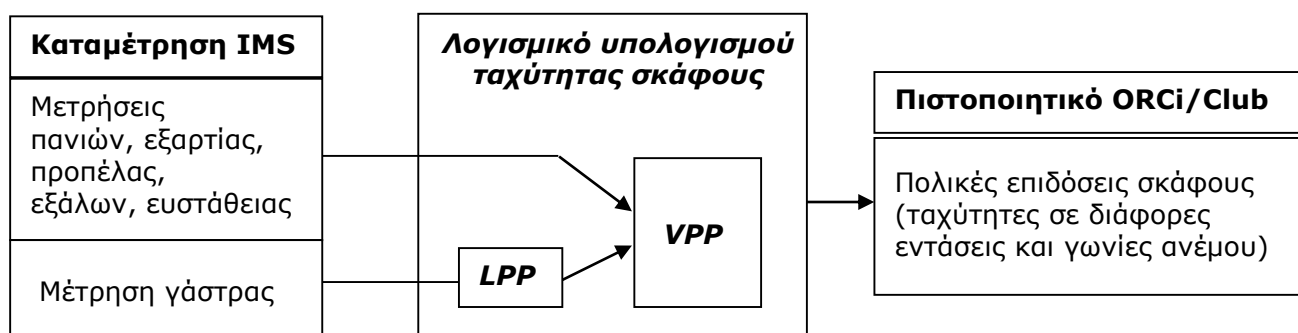 Καταμέτρηση IMS
Μετρήσεις
πανιών, εξαρτίας,
προπέλας,
εξάλων, ευστάθειας
Μέτρηση γάστρας
Λογισμικό υπολογισμού
ταχύτητας σκάφους
LPP
VPP
Πιστοποιητικό ORCi/Club
Πολικές επιδόσεις σκάφους
(ταχύτητες σε διάφορες
εντάσεις και γωνίες ανέμου)